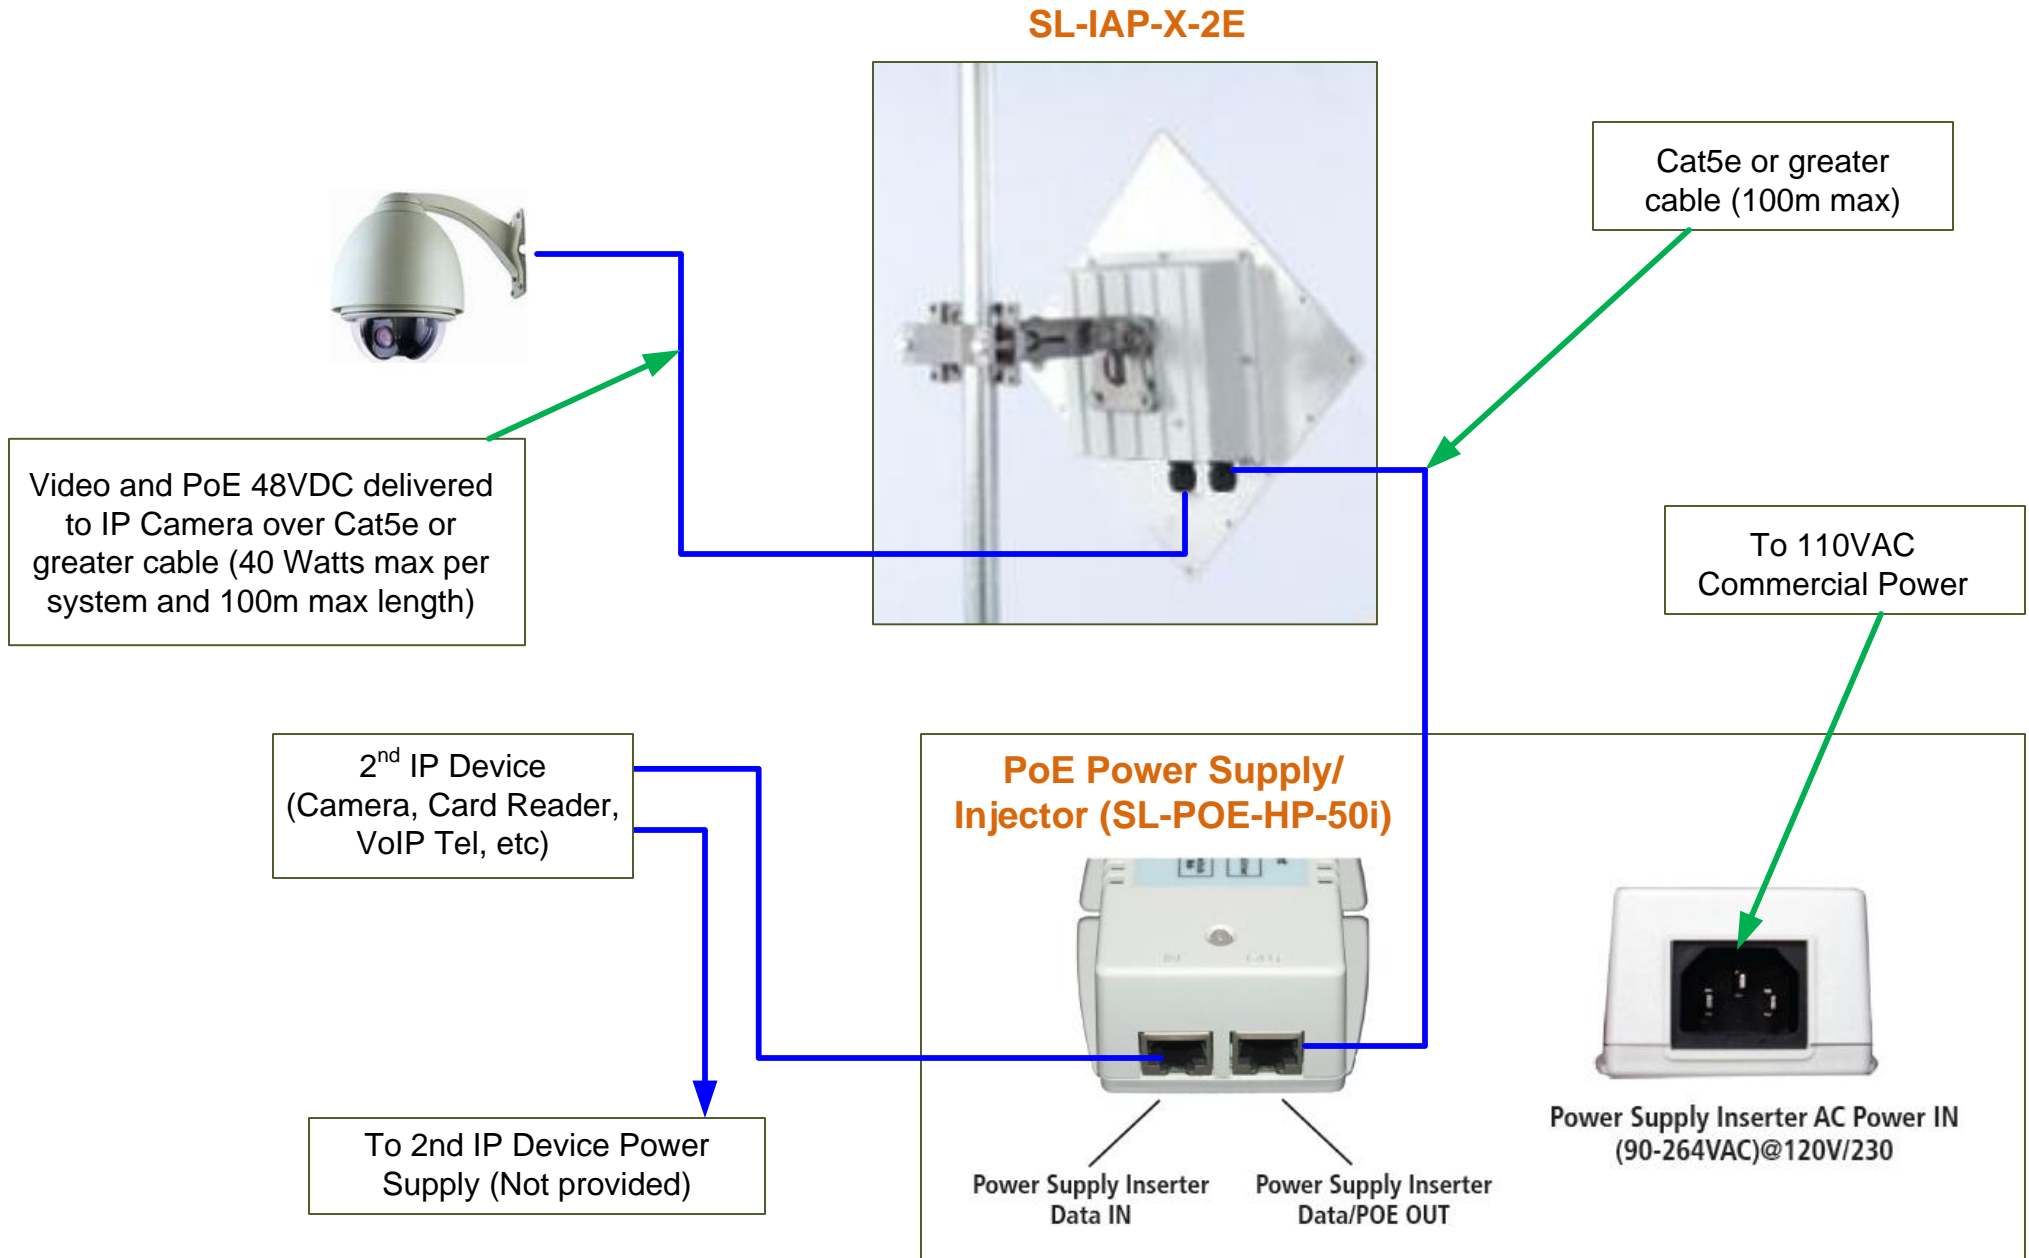 SL-IAP-X-2E
Cat5e or greater
cable (100m max)
Video and PoE 48VDC delivered
to IP Camera over Cat5e or
greater cable (40 Watts max per
system and 100m max length)
To 110VAC
Commercial Power
2nd IP Device
(Camera, Card Reader,
VoIP Tel, etc)
PoE Power Supply/
Injector (SL-POE-HP-50i)
IN
To 2nd IP Device Power
Supply (Not provided)
Power Supply Inserter
Data IN
Power Supply Inserter
Data/POE OUT
Power Supply Inserter AC Power IN
(90-264VAC)@120V/230